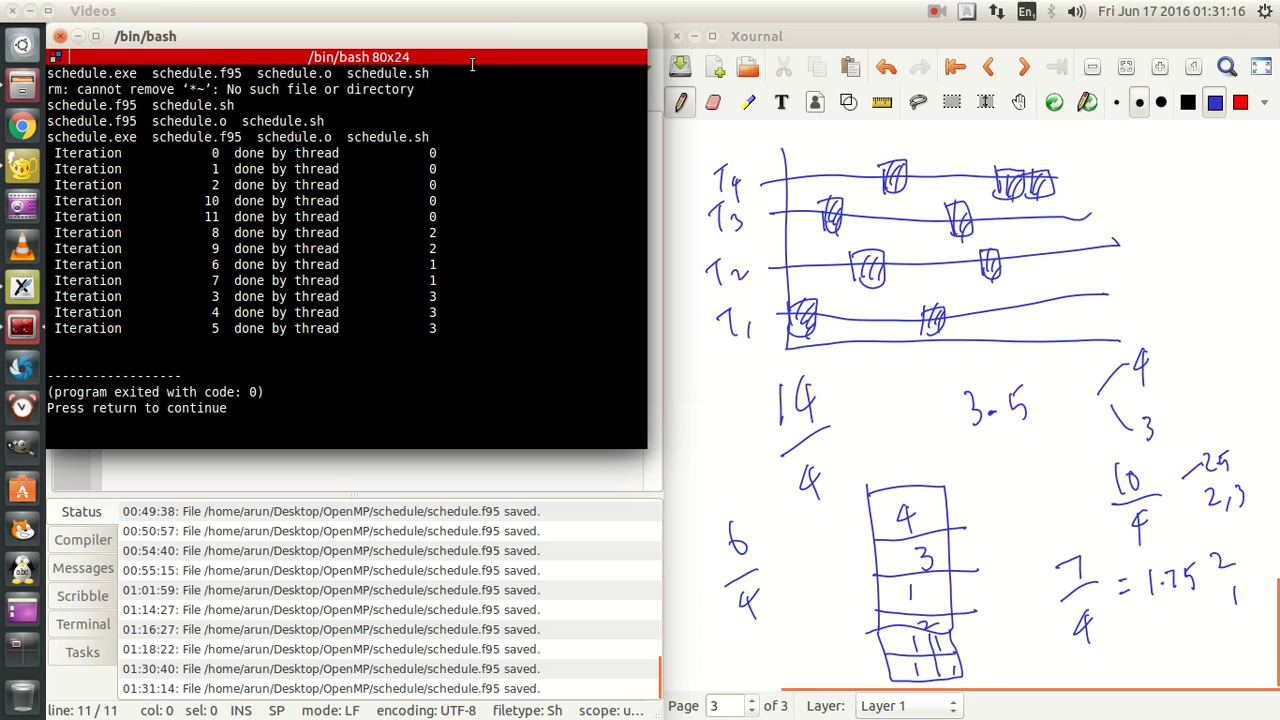 Videos
En1
Fri Jun 17 2016 01:31:16
/bin/bash
/bin/bash 80x24
schedule.exe schedule.f95 schedule.o schedule.sh
rm: cannot remove ‘*~’: No such file or directory
schedule.f95 schedule.sh
schedule.f95 schedule.o schedule.sh
schedule.exe schedule.f95 schedule.o schedule.sh
Iteration 0 done by thread 0
Iteration 1 done by thread 0
Iteration 2 done by thread 0
Iteration 10 done by thread 0
Iteration 11 done by thread 0
Iteration 8 done by thread 2
Iteration 9 done by thread 2
Iteration 6 done by thread 1
Iteration 7 done by thread 1
Iteration 3 done by thread 3
Iteration 4 done by thread 3
Iteration 5 done by thread 3
------------------
(program exited with code: 0)
Press return to continue
Status
Compiler
Messages
Scribble
Terminal
Tasks
00:49:38: File /home/arun/Desktop/OpenMP/schedule/schedule.f95 saved.
00:50:57: File /home/arun/Desktop/OpenMP/schedule/schedule.f95 saved.
00:54:40: File /home/arun/Desktop/OpenMP/schedule/schedule.f95 saved.
00:55:15: File /home/arun/Desktop/OpenMP/schedule/schedule.f95 saved.
01:01:59: File /home/arun/Desktop/OpenMP/schedule/schedule.f95 saved.
01:14:27: File /home/arun/Desktop/OpenMP/schedule/schedule.f95 saved.
01:16:27: File /home/arun/Desktop/OpenMP/schedule/schedule.f95 saved.
01:18:22: File /home/arun/Desktop/OpenMP/schedule/schedule.f95 saved.
01:30:40: File /home/arun/Desktop/OpenMP/schedule/schedule.f95 saved.
01:31:14: File /home/arun/Desktop/OpenMP/schedule/schedule.f95 saved.
line: 11 / 11 col: 0 sel: 0 INS SP mode: LF encoding: UTF-8 filetype: Sh scope: u...
Xournal
T4
T3
T2
T1
14
4
3.5
4
3
10
4
2,3
6
4
4
3
1
2
7
4
= 1.75
2
1
Page 3 of 3 Layer: Layer 1